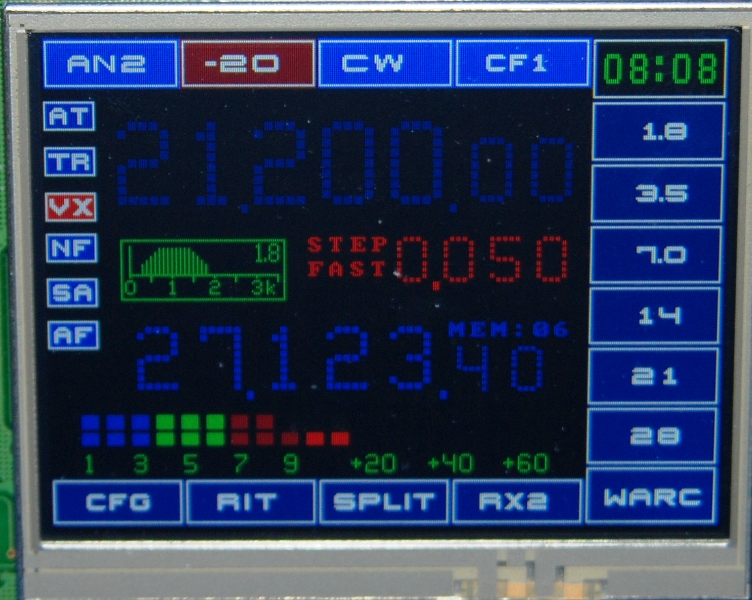 AN2 -20 CW CF1 08:08
AT 21,200,00 1.8
TR 3.5
VX
NF 1.8 STEP 0,050 7.0
FAST
SA 0 1 2 3k 14
AF 27,123,40 MEM:06
21
28
1 3 5 7 9 +20 +40 +60
CFG RIT SPLIT RX2 WARC